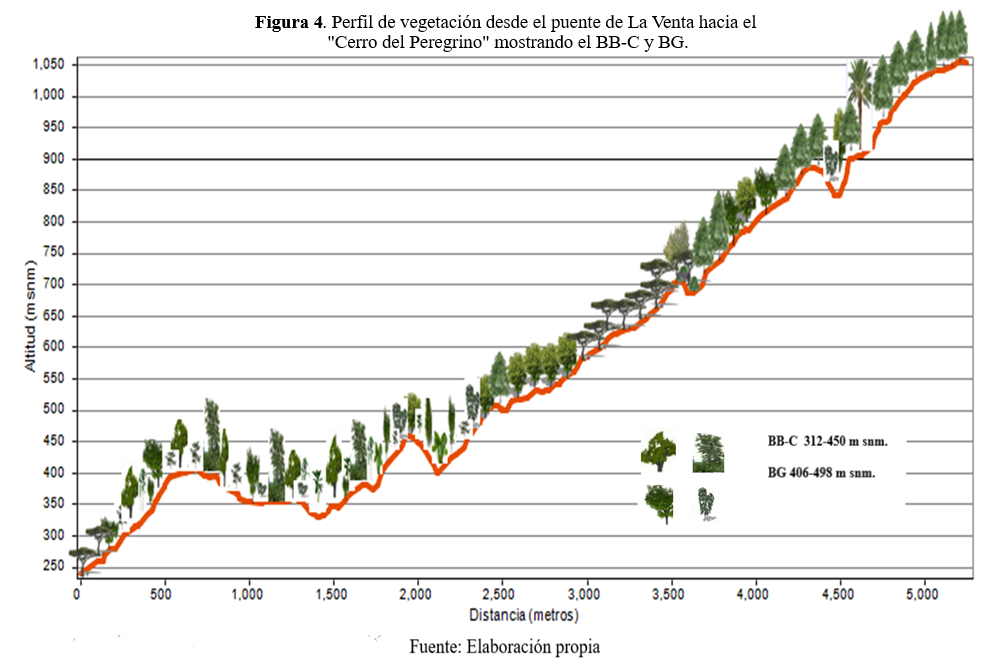 Figura 4. Perfil de vegetación desde el puente de La Venta hacia el
"Cerro del Peregrino" mostrando el BB-C y BG.
Altitud (m snm)
1,050
1,000
950
900
850
800
750
700
650
600
550
500
450
400
350
300
250
BB-C 312-450 m snm.
BG 406-498 m snm.
0 500 1,000 1,500 2,000 2,500 3,000 3,500 4,000 4,500 5,000
Distancia (metros)
Fuente: Elaboración propia